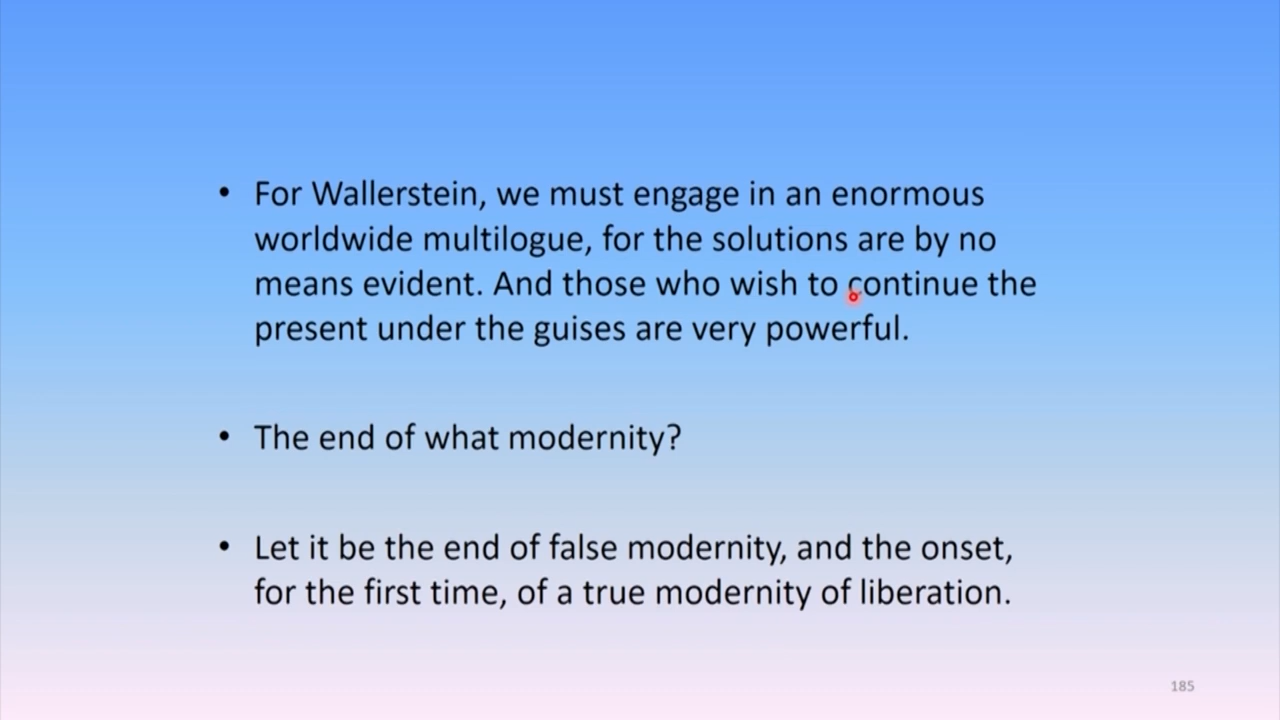 • For Wallerstein, we must engage in an enormous
worldwide multilogue, for the solutions are by no
means evident. And those who wish to continue the
present under the guises are very powerful.
• The end of what modernity?
• Let it be the end of false modernity, and the onset,
for the first time, of a true modernity of liberation.
185